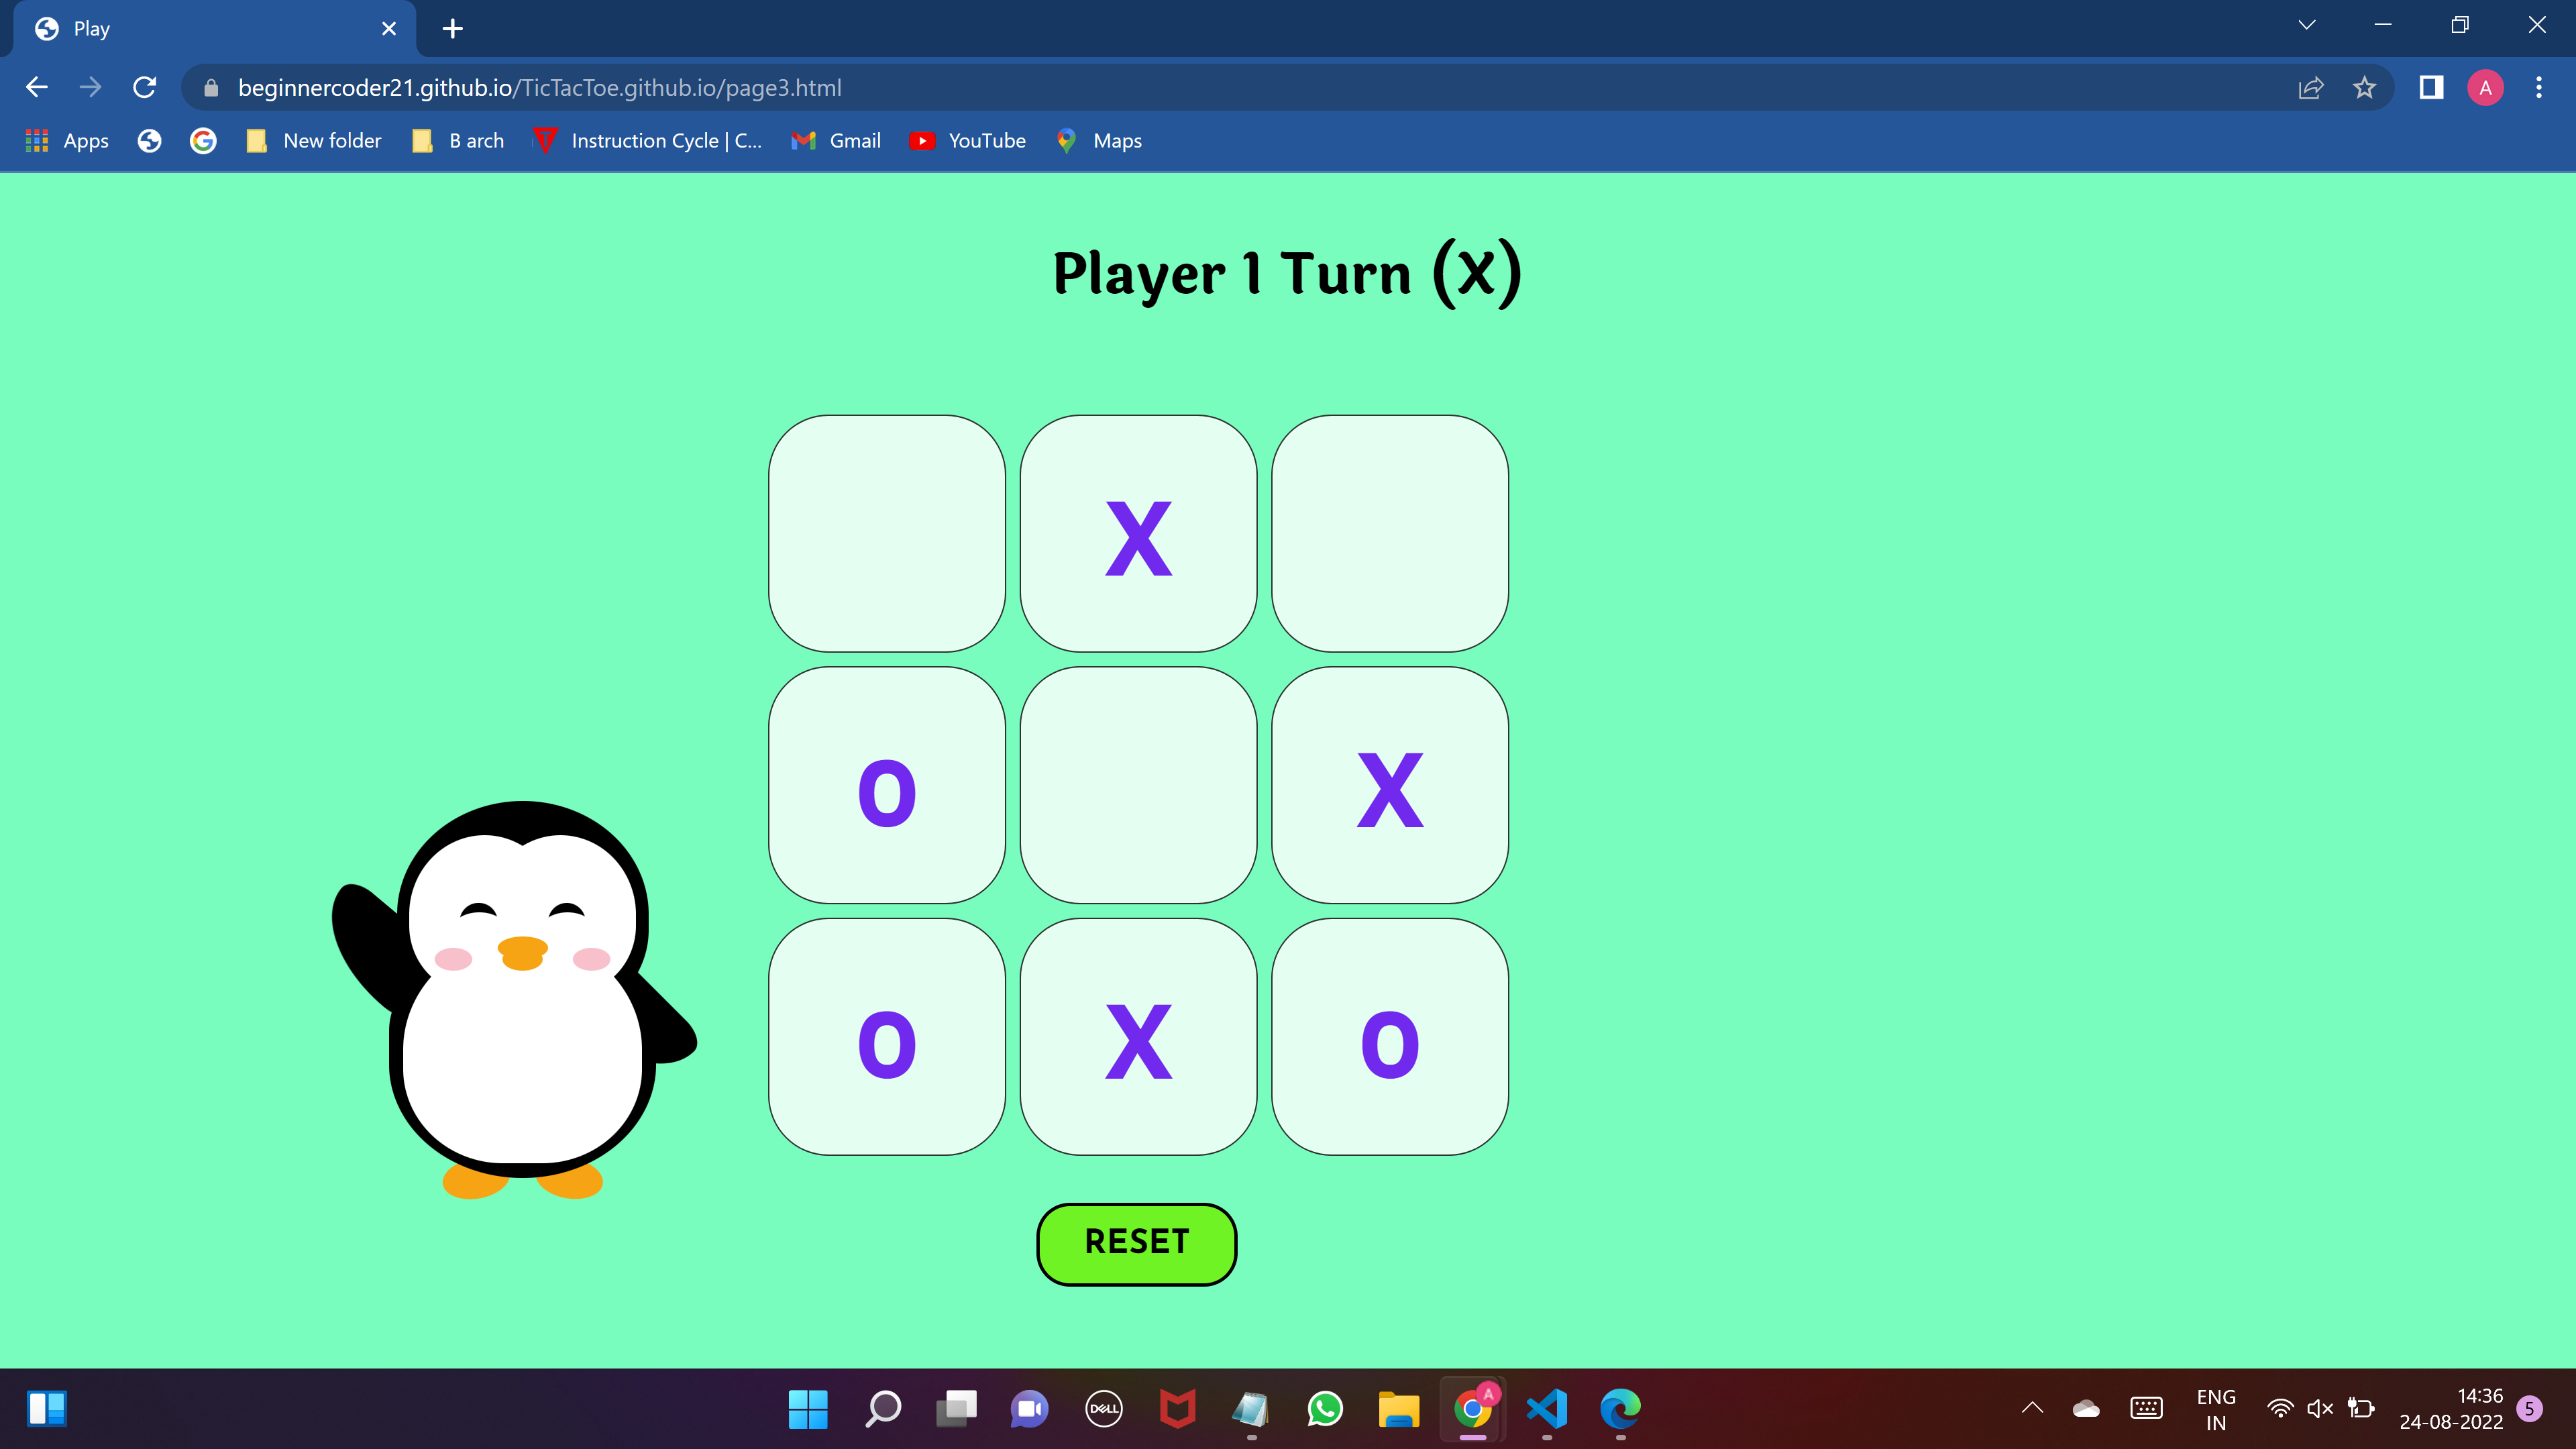 Play
beginnercoder21.github.io/TicTacToe.github.io/page3.html
A
Apps
New folder
B arch
Instruction Cycle | C...
Gmail
YouTube
Maps
Player 1 Turn (X)
X
O X
O X O
RESET
DELL
A
ENG
IN
14:36
24-08-2022
5